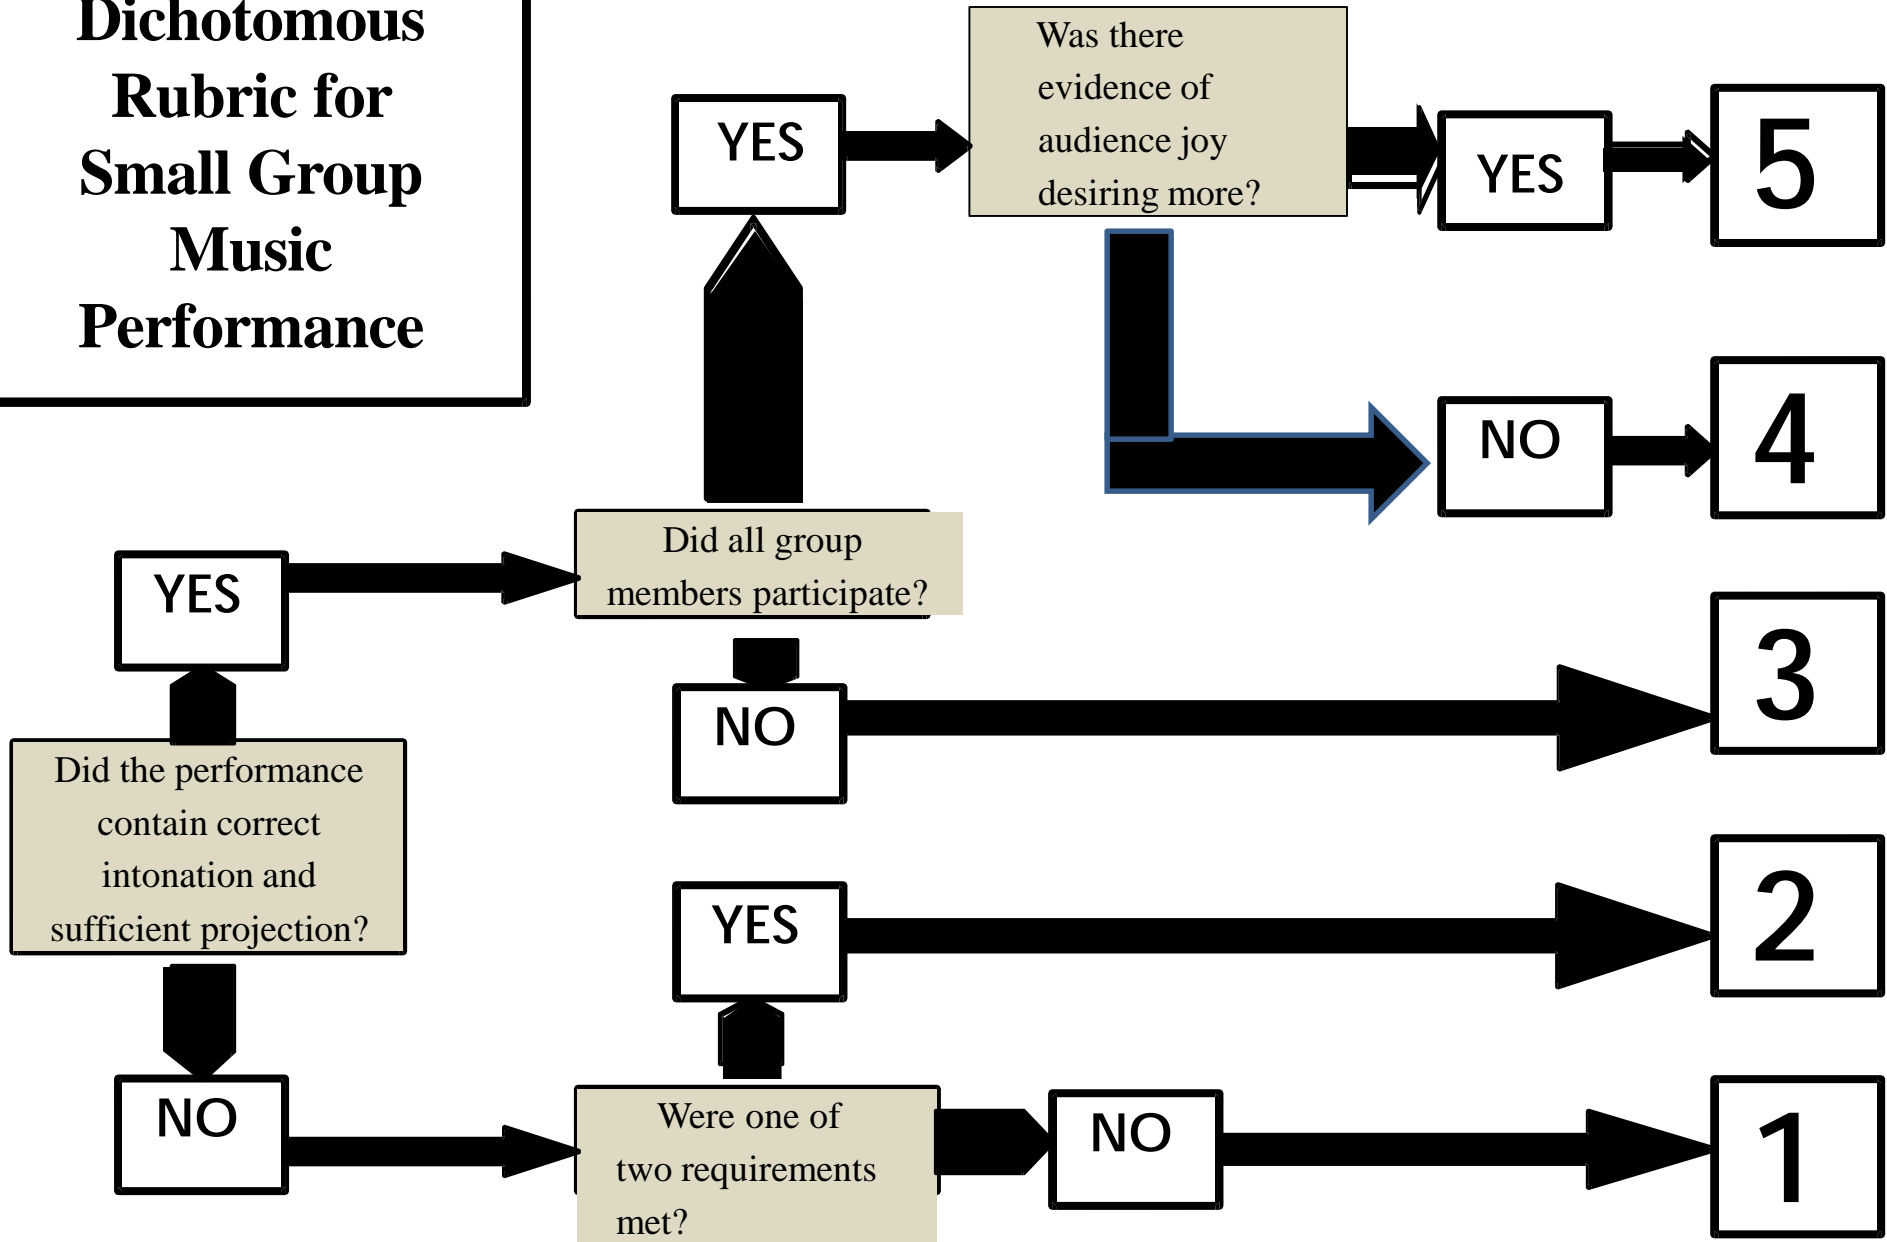 Dichotomous
Rubric for
Small Group
Music
Performance
Was there
evidence of
audience joy
desiring more?
YES
YES
5
NO
4
Did all group
members participate?
YES
NO
3
Did the performance
contain correct
intonation and
sufficient projection?
YES
2
NO
Were one of
two requirements
met?
NO
1